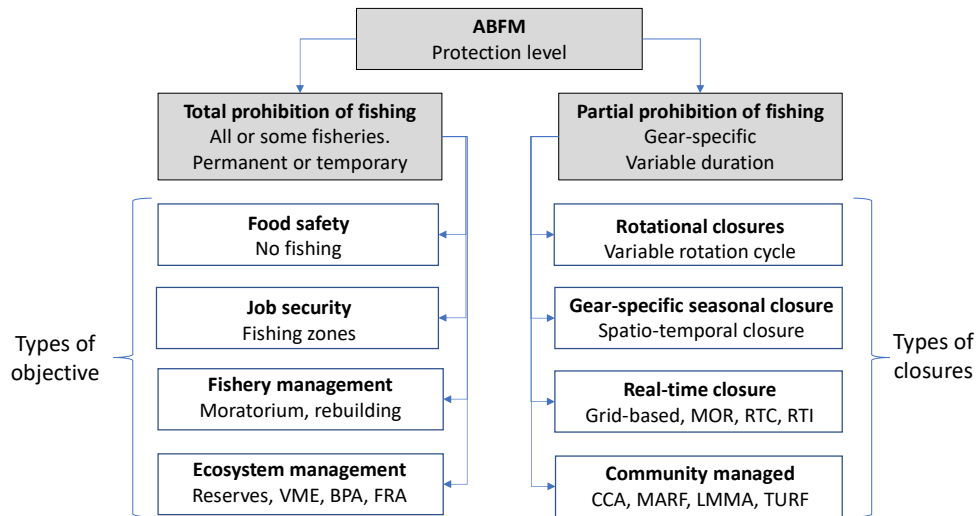 ABFM
Protection level
Total prohibition of fishing
All or some fisheries.
Permanent or temporary
Partial prohibition of fishing
Gear-specific
Variable duration
Types of
objective
Food safety
No fishing
Job security
Fishing zones
Fishery management
Moratorium, rebuilding
Ecosystem management
Reserves, VME, BPA, FRA
Rotational closures
Variable rotation cycle
Gear-specific seasonal closure
Spatio-temporal closure
Real-time closure
Grid-based, MOR, RTC, RTI
Community managed
CCA, MARF, LMMA, TURF
Types of
closures